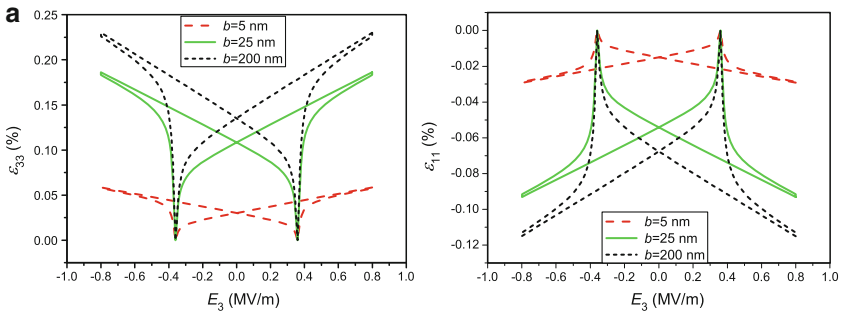 a
b=5 nm
b=25 nm
b=200 nm
0.25
0.20
0.15
0.10
0.05
0.00
ε33 (%)
-1.0 -0.8 -0.6 -0.4 -0.2 0.0 0.2 0.4 0.6 0.8 1.0
E3 (MV/m)
0.00
-0.02
-0.04
-0.06
-0.08
-0.10
-0.12
ε11 (%)
b=5 nm
b=25 nm
b=200 nm
-1.0 -0.8 -0.6 -0.4 -0.2 0.0 0.2 0.4 0.6 0.8 1.0
E3 (MV/m)